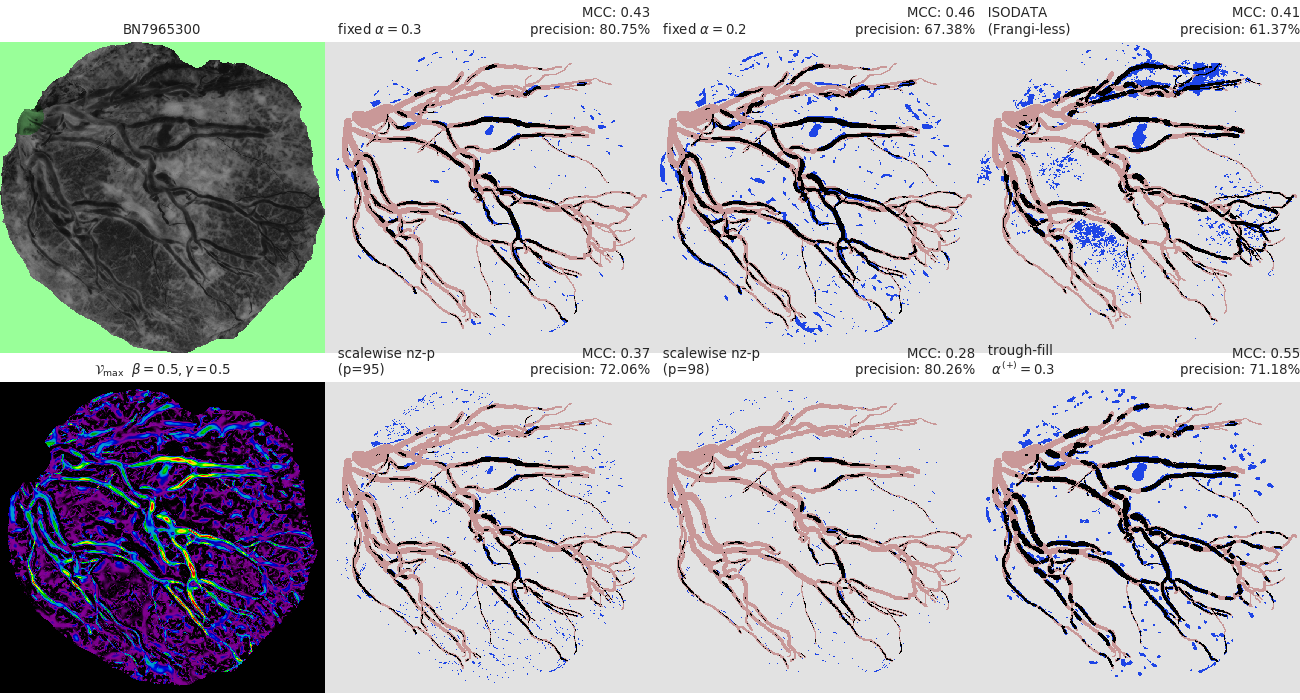 BN7965300
fixed α = 0.3
MCC: 0.43
precision: 80.75%
fixed α = 0.2
MCC: 0.46
precision: 67.38%
ISODATA
(Frangi-less)
MCC: 0.41
precision: 61.37%
𝒱max β = 0.5, γ = 0.5
scalewise nz-p
(p=95)
MCC: 0.37
precision: 72.06%
scalewise nz-p
(p=98)
MCC: 0.28
precision: 80.26%
trough-fill
α(+) = 0.3
MCC: 0.55
precision: 71.18%